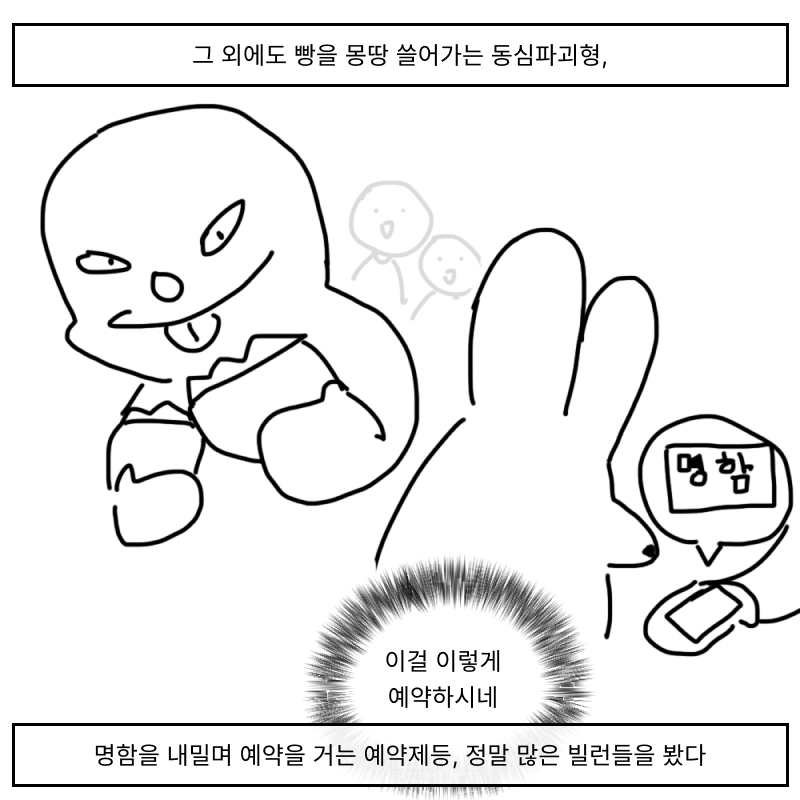 그 외에도 빵을 몽땅 쓸어가는 동심파괴형,
명함
이걸 이렇게
예약하시네
명함을 내밀며 예약을 거는 예약제등, 정말 많은 빌런들을 봤다